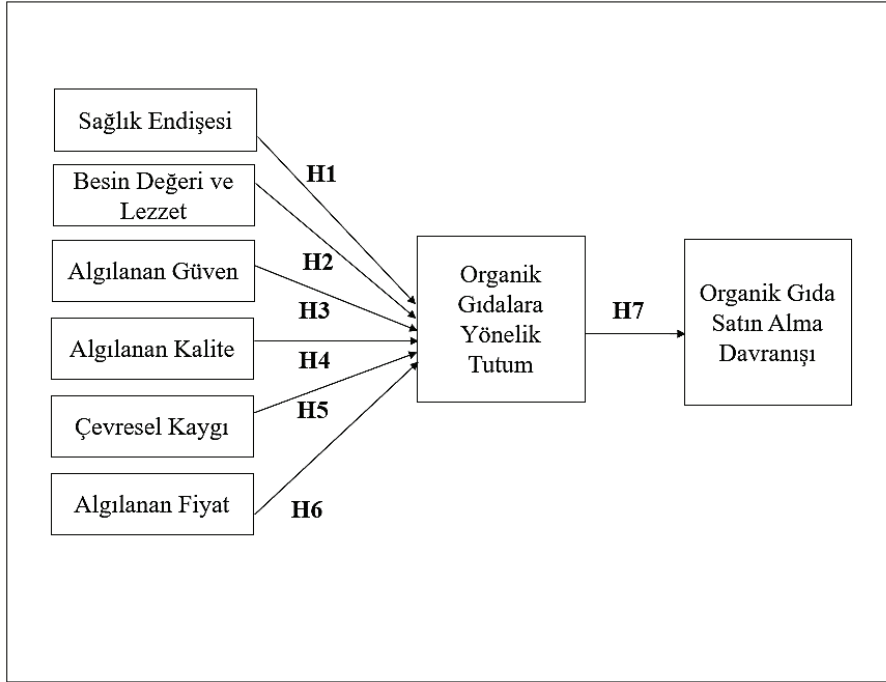 Sağlık Endişesi
Besin Değeri ve
Lezzet
Algılanan Güven
Algılanan Kalite
Çevresel Kaygı
Algılanan Fiyat
H1
H2
H3
H4
H5
H6
Organik
Gıdalara
Yönelik
Tutum
H7
Organik Gıda
Satın Alma
Davranışı